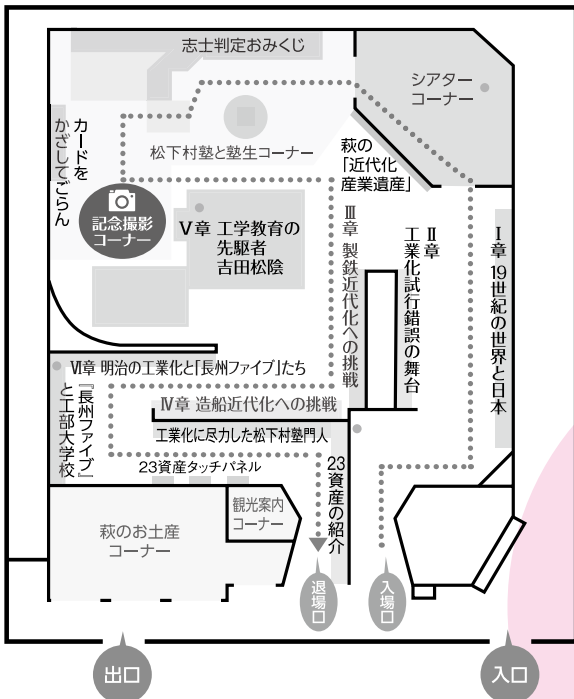 志士判定おみくじ
シアター
コーナー
カードを
かざしてごらん
松下村塾と塾生コーナー
萩の
「近代化
産業遺産」
記念撮影
コーナー
Ⅴ章 工学教育の
先駆者
吉田松陰
Ⅲ章 製鉄近代化への挑戦
Ⅱ章
工業化試行錯誤の舞台
Ⅰ章 19世紀の世界と日本
Ⅵ章 明治の工業化と「長州ファイブ」たち
『長州ファイブ』
と工部大学校
Ⅳ章 造船近代化への挑戦
工業化に尽力した松下村塾門人
23資産タッチパネル
23資産の紹介
観光案内
コーナー
萩のお土産
コーナー
退場口
入場口
出口
入口